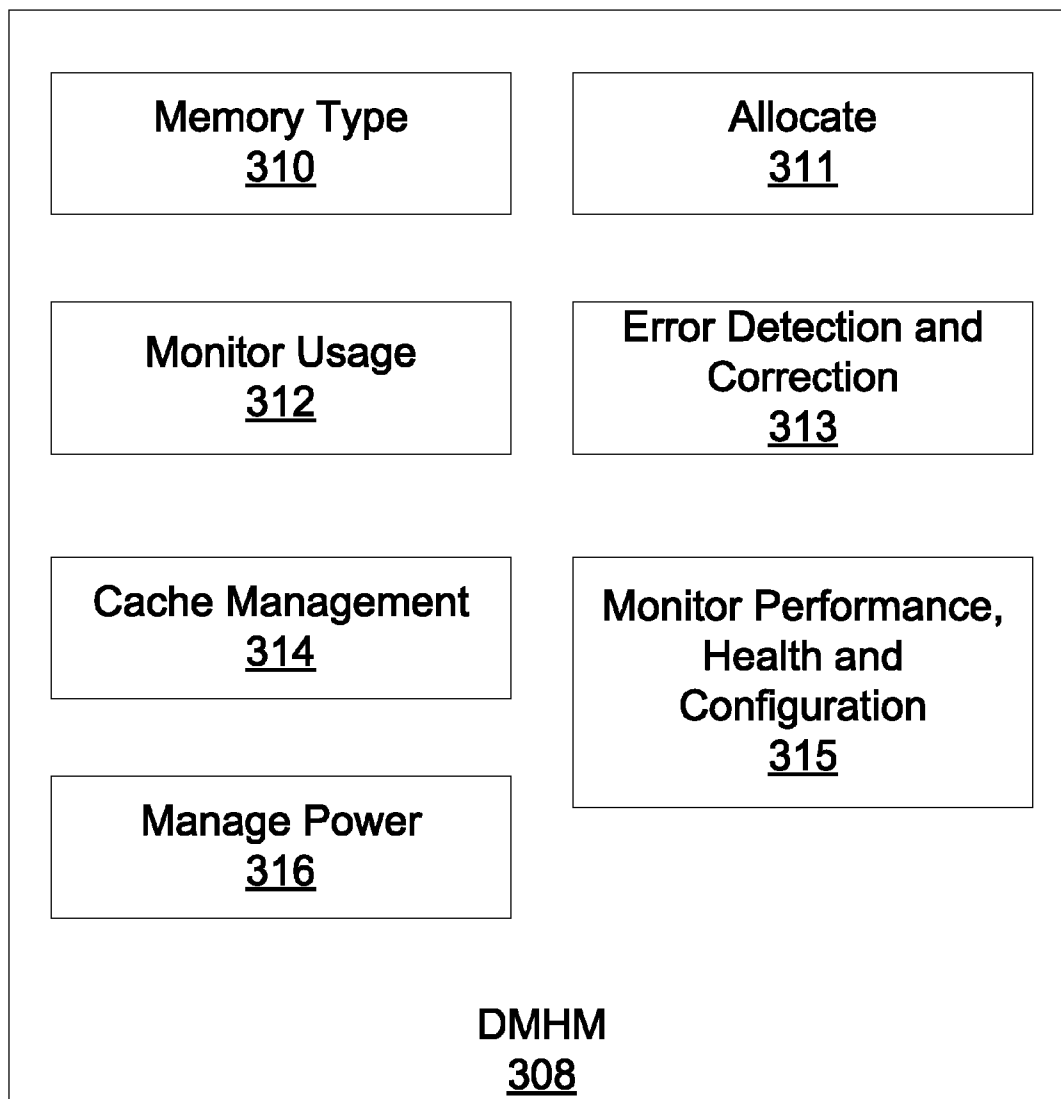 Memory Type
310
Allocate
311
Monitor Usage
312
Error Detection and
Correction
313
Cache Management
314
Monitor Performance,
Health and
Configuration
315
Manage Power
316
DMHM
308